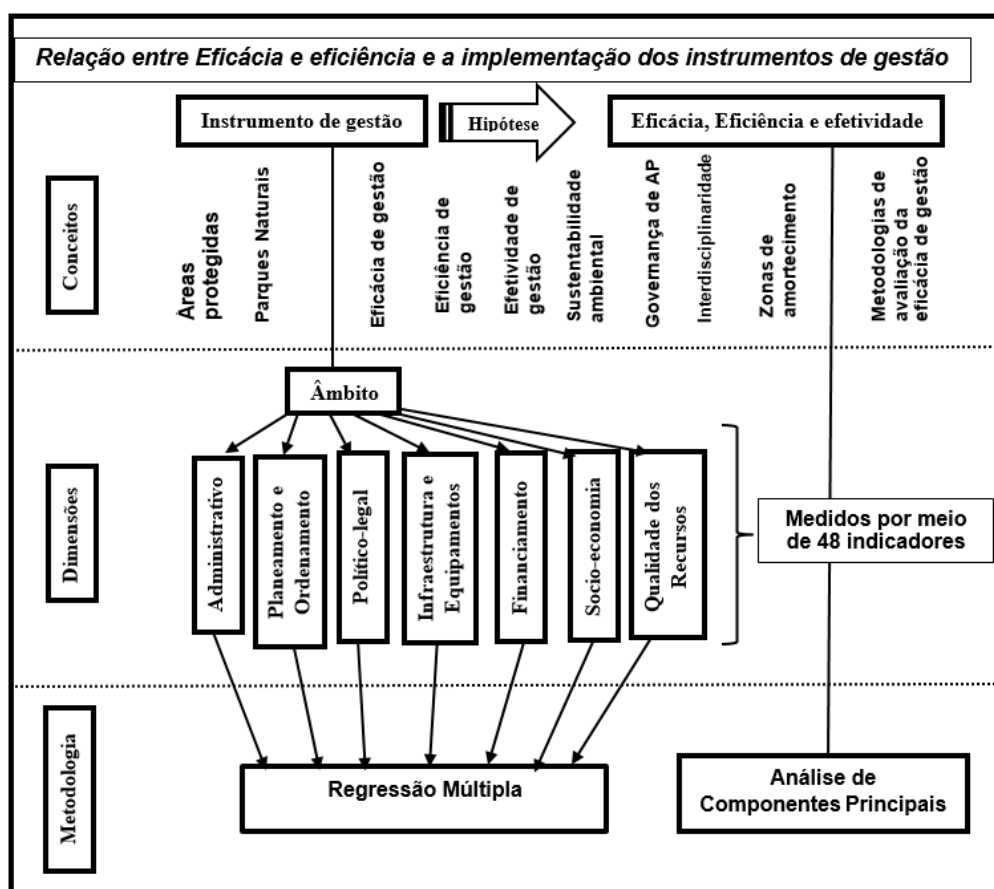 Relação entre Eficácia e eficiência e a implementação dos instrumentos de gestão
Instrumento de gestão
Hipótese
Eficácia, Eficiência e efetividade
Conceitos
Áreas
protegidas
Parques Naturais
Eficácia de gestão
Eficiência de
gestão
Efetividade de
gestão
Sustentabilidade
ambiental
Governança de AP
Interdisciplinaridade
Zonas de
amortecimento
Metodologias de
avaliação da
eficácia de gestão
Âmbito
Dimensões
Administrativo
Planeamento e
Ordenamento
Político-legal
Infraestrutura e
Equipamentos
Financiamento
Socio-economia
Qualidade dos
Recursos
Medidos por meio
de 48 indicadores
Metodologia
Regressão Múltipla
Análise de
Componentes Principais